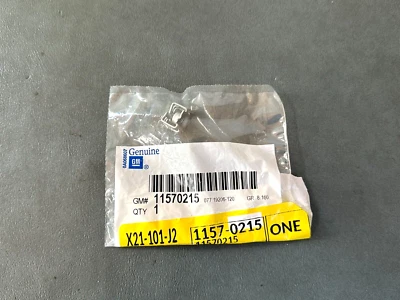 Genuine
GM
®
GM# 11570215
QTY 1
X21-101-J2
1157-0215
ONE
11570215